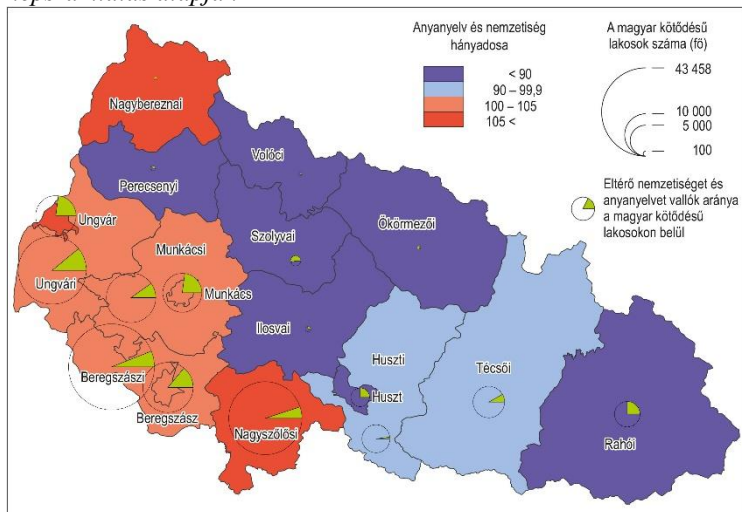 Anyanyelv és nemzetiség
hányadosa
< 90
90 – 99,9
100 – 105
105 <
A magyar kötődésű
lakosok száma (fő)
43 458
10 000
5 000
100
Eltérő nemzetiséget és
anyanyelvet vallók aránya
a magyar kötődésű
lakosokon belül
Nagybereznai
Volóci
Perecsenyi
Ökörmezői
Ungvár
Szolyvai
Munkácsi
Ungvári
Munkács
Ilosvai
Huszti
Técsői
Beregszászi
Huszt
Beregszász
Nagyszőlősi
Rahói